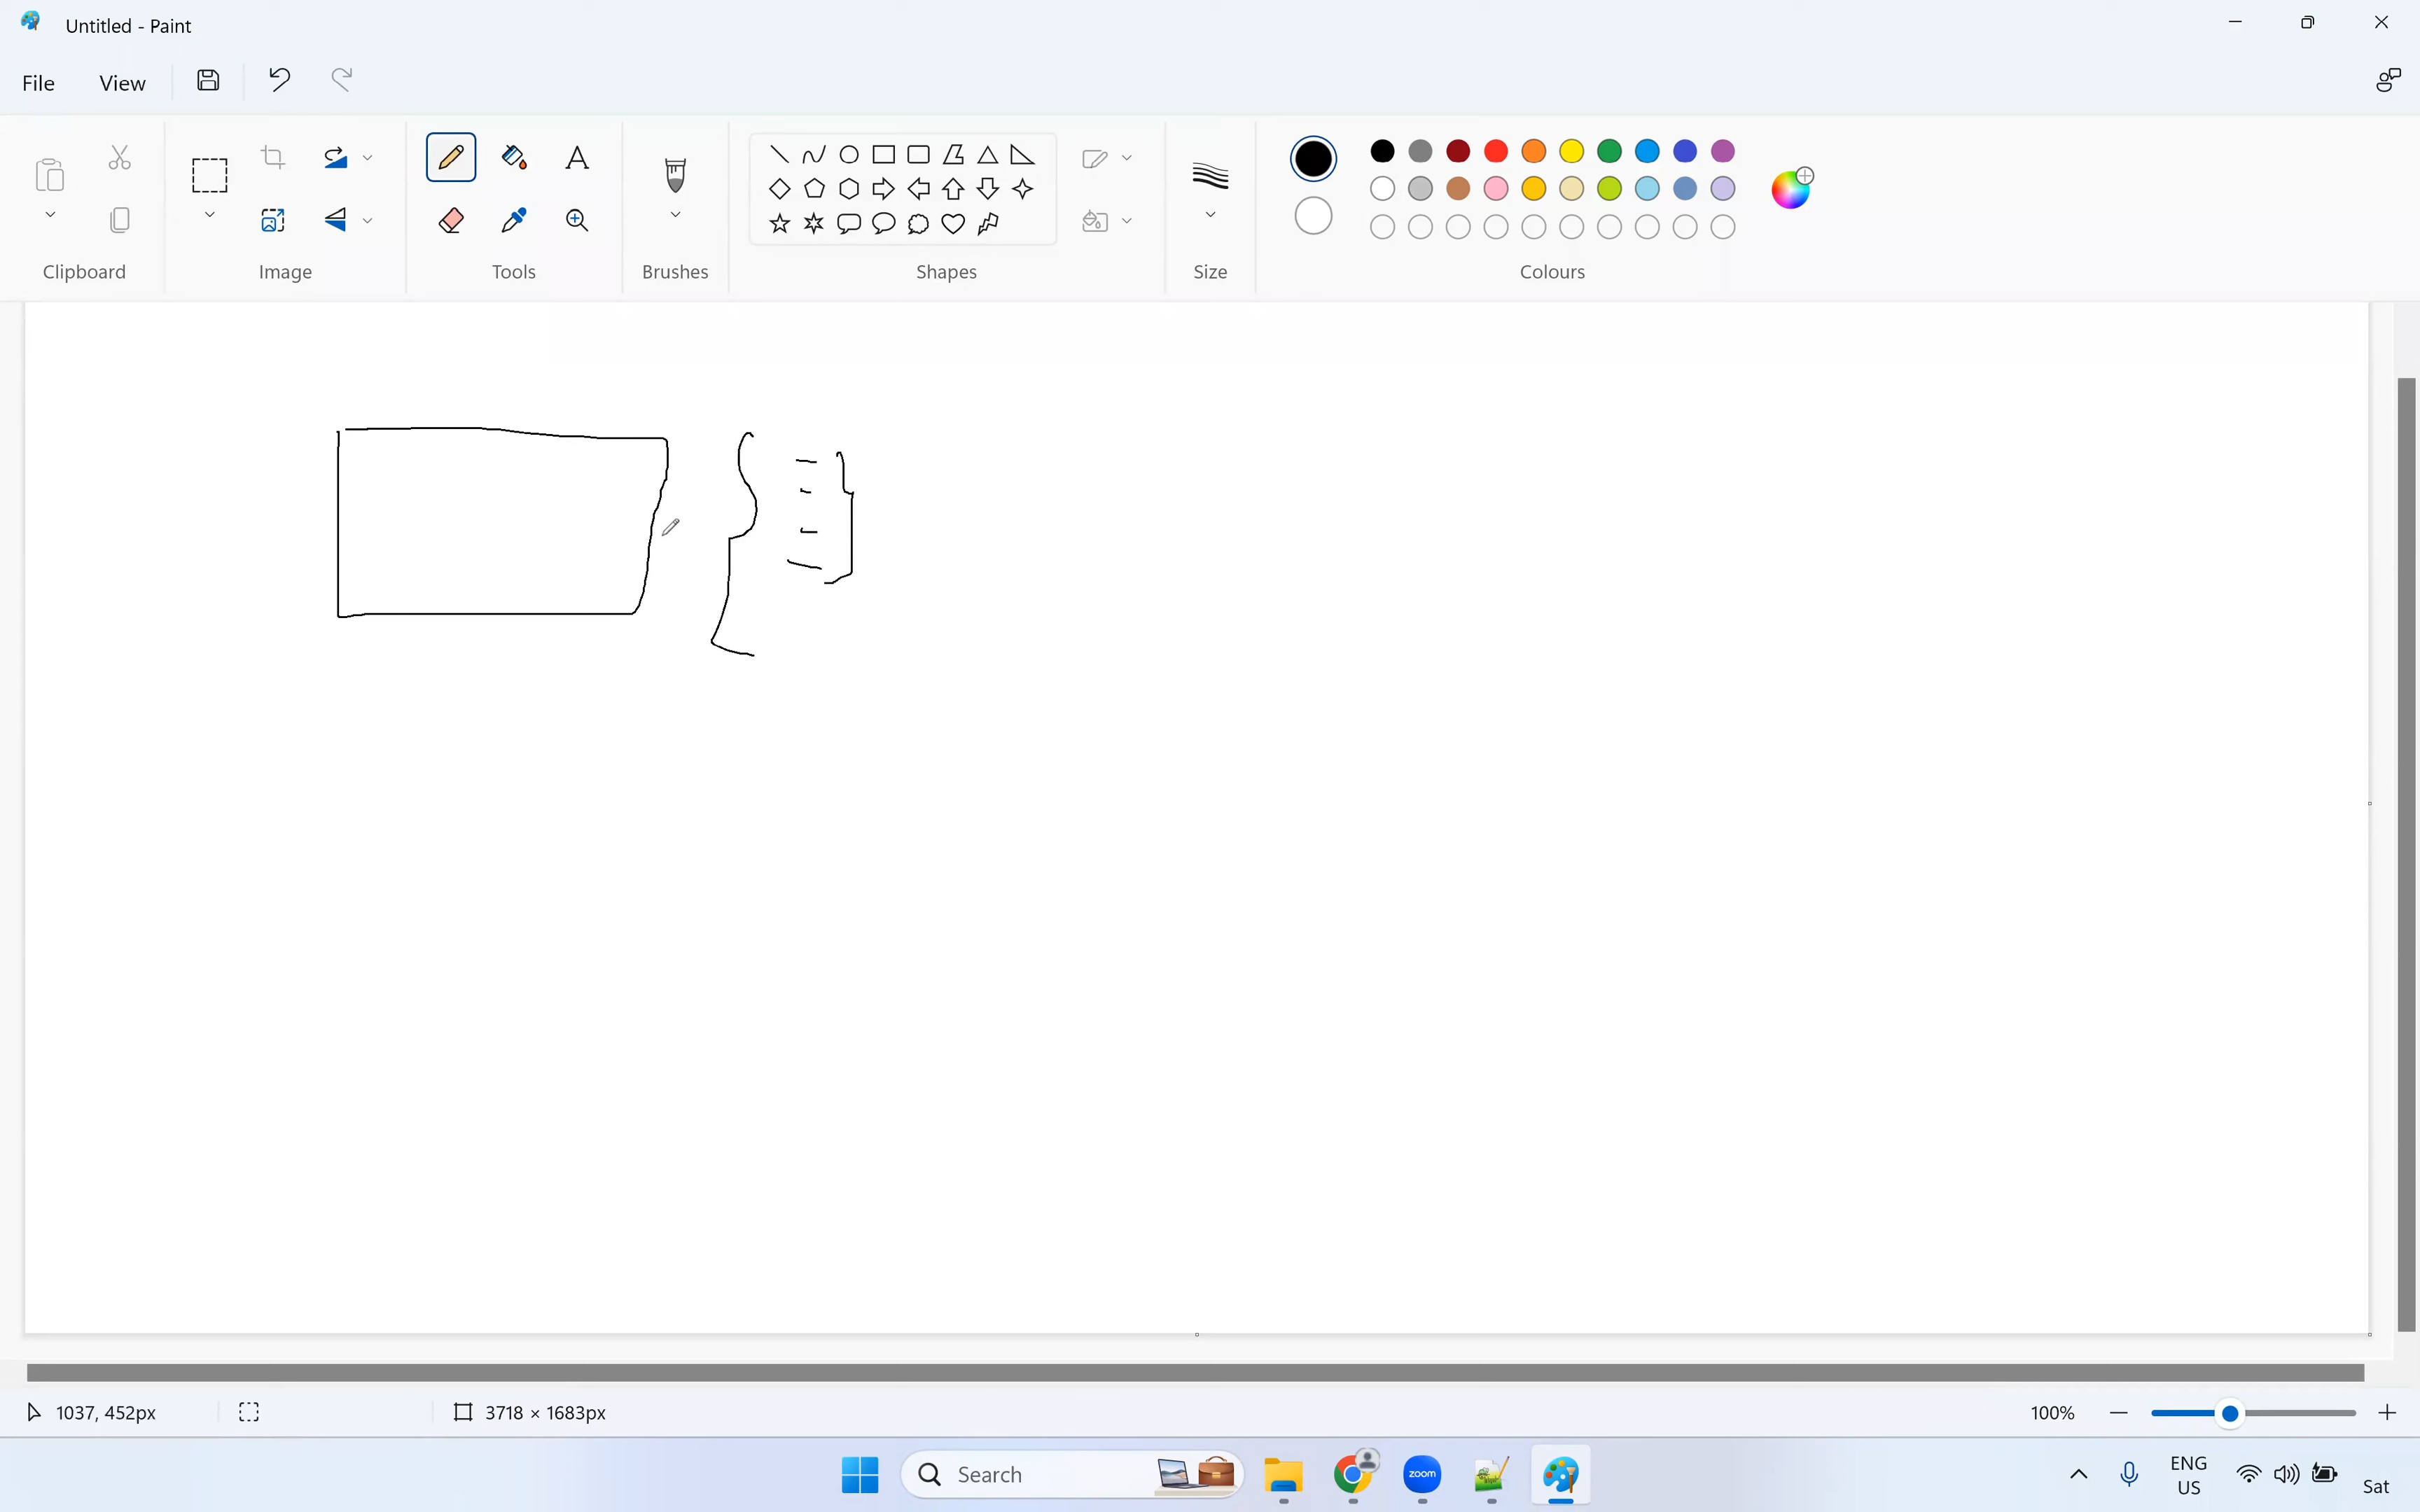 Untitled - Paint
File View
Clipboard
Image
Tools
Brushes
Shapes
Size
Colours
1037, 452px
3718 × 1683px
100%
Search
zoom
ENG
US
Sat